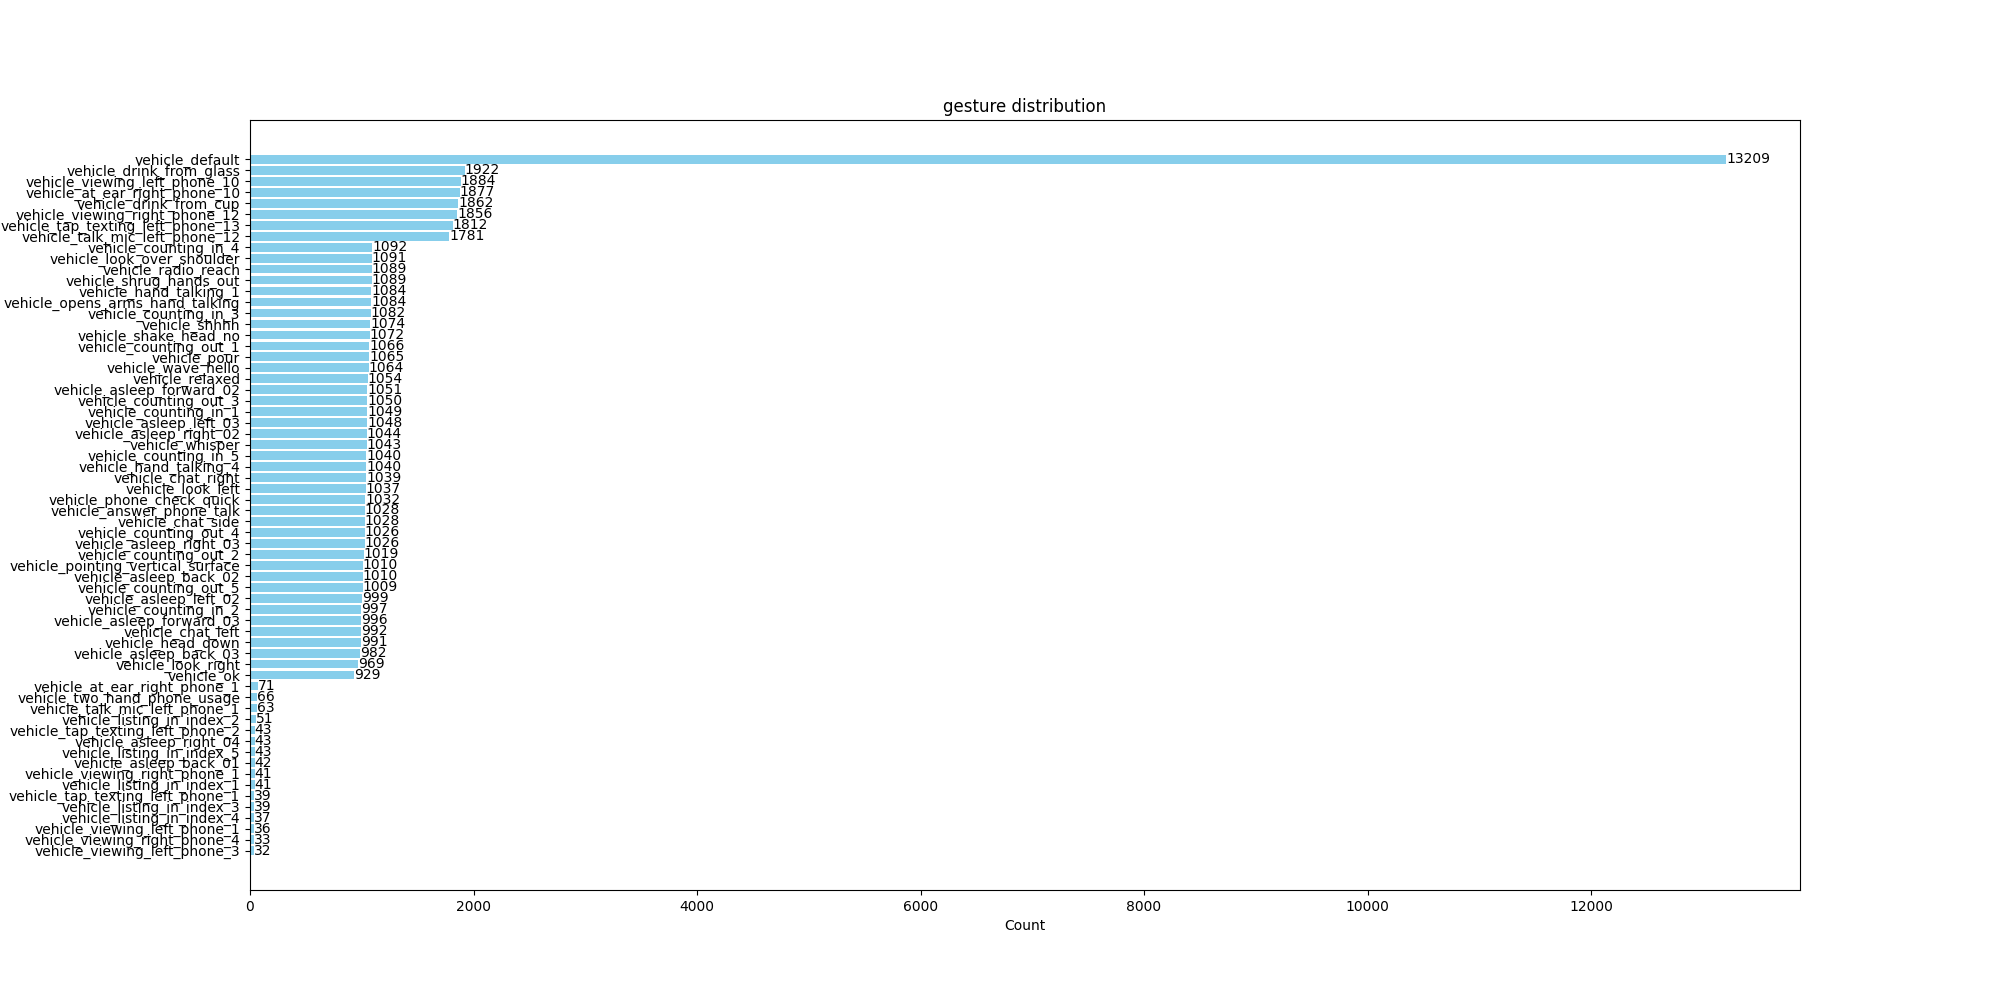 gesture distribution
vehicle_default 13209
vehicle_drink_from_glass 1922
vehicle_viewing_left_phone_10 1884
vehicle_at_ear_right_phone_10 1877
vehicle_drink_from_cup 1862
vehicle_viewing_right_phone_12 1856
vehicle_tap_texting_left_phone_13 1812
vehicle_talk_mic_left_phone_12 1781
vehicle_counting_in_4 1092
vehicle_look_over_shoulder 1091
vehicle_radio_reach 1089
vehicle_shrug_hands_out 1089
vehicle_hand_talking_1 1084
vehicle_opens_arms_hand_talking 1084
vehicle_counting_in_3 1082
vehicle_shhhh 1074
vehicle_shake_head_no 1072
vehicle_counting_out_1 1066
vehicle_pour 1065
vehicle_wave_hello 1064
vehicle_relaxed 1054
vehicle_asleep_forward_02 1051
vehicle_counting_out_3 1050
vehicle_counting_in_1 1049
vehicle_asleep_left_03 1048
vehicle_asleep_right_02 1044
vehicle_whisper 1043
vehicle_counting_in_5 1040
vehicle_hand_talking_4 1040
vehicle_chat_right 1039
vehicle_look_left 1037
vehicle_phone_check_quick 1032
vehicle_answer_phone_talk 1028
vehicle_chat_side 1028
vehicle_counting_out_4 1026
vehicle_asleep_right_03 1026
vehicle_counting_out_2 1019
vehicle_pointing_vertical_surface 1010
vehicle_asleep_back_02 1010
vehicle_counting_out_5 1009
vehicle_asleep_left_02 999
vehicle_counting_in_2 997
vehicle_asleep_forward_03 996
vehicle_chat_left 992
vehicle_head_down 991
vehicle_asleep_back_03 982
vehicle_look_right 969
vehicle_ok 929
vehicle_at_ear_right_phone_1 71
vehicle_two_hand_phone_usage 66
vehicle_talk_mic_left_phone_1 63
vehicle_listing_in_index_2 51
vehicle_tap_texting_left_phone_2 43
vehicle_asleep_right_04 43
vehicle_listing_in_index_5 43
vehicle_asleep_back_01 42
vehicle_viewing_right_phone_1 41
vehicle_listing_in_index_1 41
vehicle_tap_texting_left_phone_1 39
vehicle_listing_in_index_3 39
vehicle_listing_in_index_4 37
vehicle_viewing_left_phone_1 36
vehicle_viewing_right_phone_4 33
vehicle_viewing_left_phone_3 32
0 2000 4000 6000 8000 10000 12000
Count